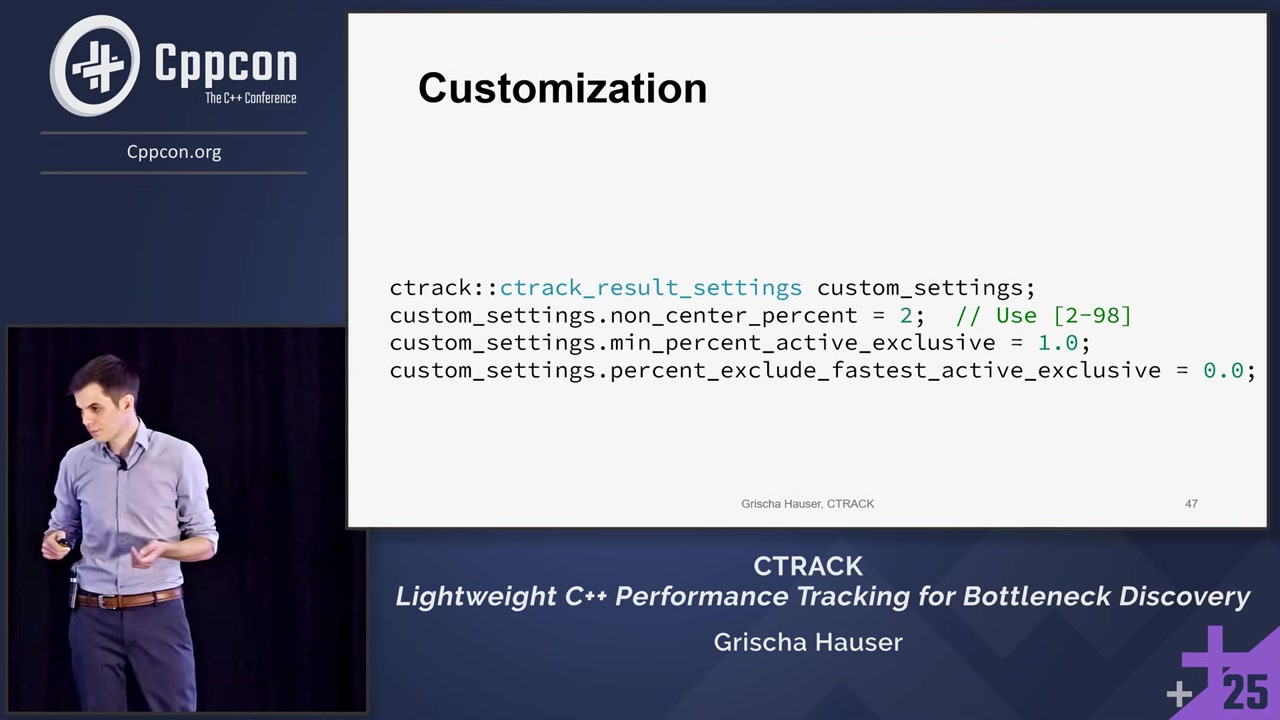 Cppcon
The C++ Conference
Cppcon.org
Customization
ctrack::ctrack_result_settings custom_settings;
custom_settings.non_center_percent = 2;  // Use [2-98]
custom_settings.min_percent_active_exclusive = 1.0;
custom_settings.percent_exclude_fastest_active_exclusive = 0.0;
Grischa Hauser, CTRACK
47
CTRACK
Lightweight C++ Performance Tracking for Bottleneck Discovery
Grischa Hauser
25